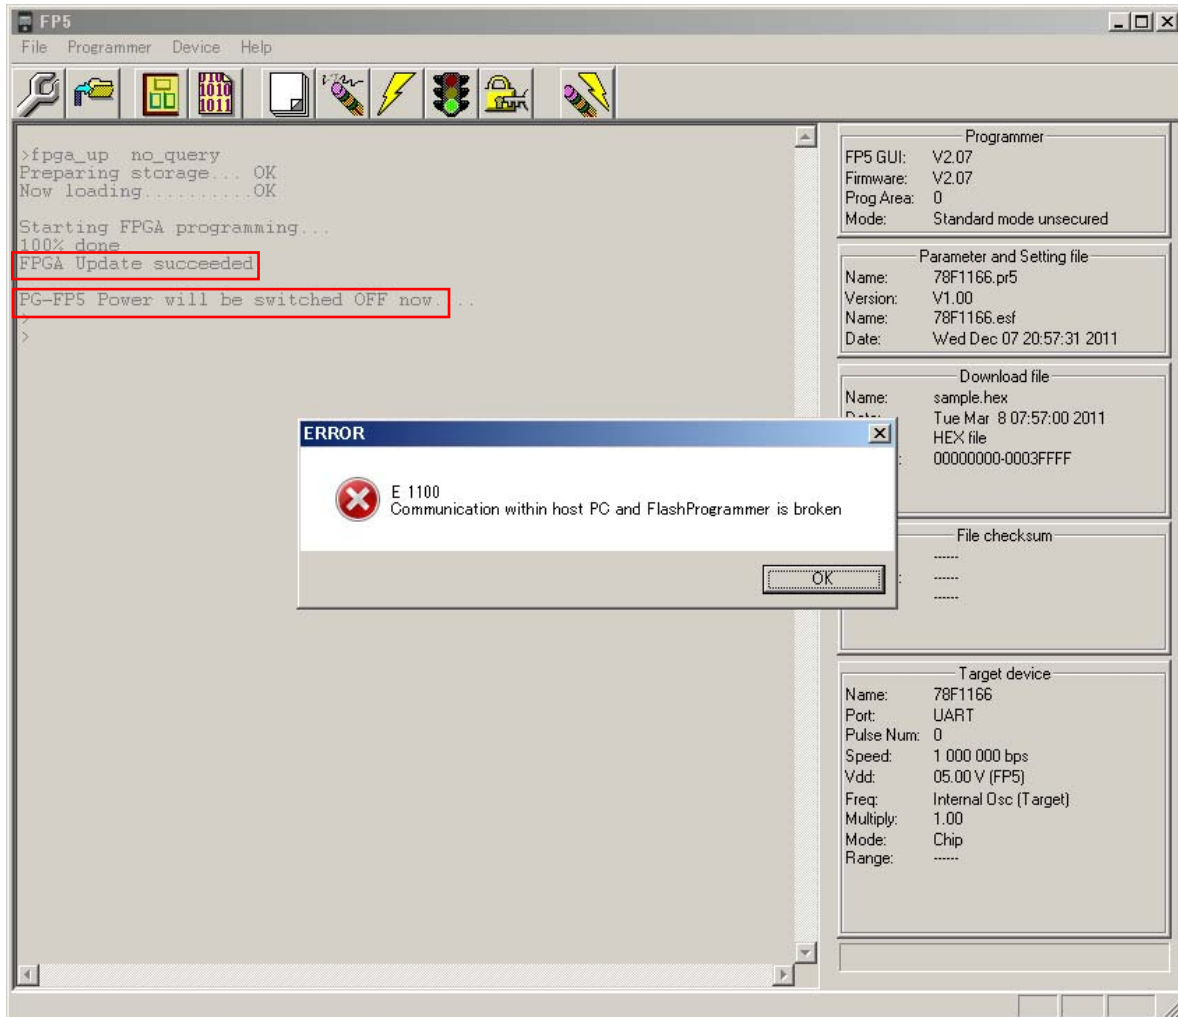 FP5
File Programmer Device Help
>fpga_up no_query
Preparing storage... OK
Now loading..........OK
Starting FPGA programming...
100% done
FPGA Update succeeded
PG-FP5 Power will be switched OFF now....
>
>
Programmer
FP5 GUI: V2.07
Firmware: V2.07
Prog Area: 0
Mode: Standard mode unsecured
Parameter and Setting file
Name: 78F1166.pr5
Version: V1.00
Name: 78F1166.esf
Date: Wed Dec 07 20:57:31 2011
Download file
Name: sample.hex
Tue Mar 8 07:57:00 2011
HEX file
: 00000000-0003FFFF
File checksum
------
: ------
------
Target device
Name: 78F1166
Port: UART
Pulse Num: 0
Speed: 1 000 000 bps
Vdd: 05.00 V (FP5)
Freq: Internal Osc (Target)
Multiply: 1.00
Mode: Chip
Range: ------
ERROR
E 1100
Communication within host PC and FlashProgrammer is broken
OK